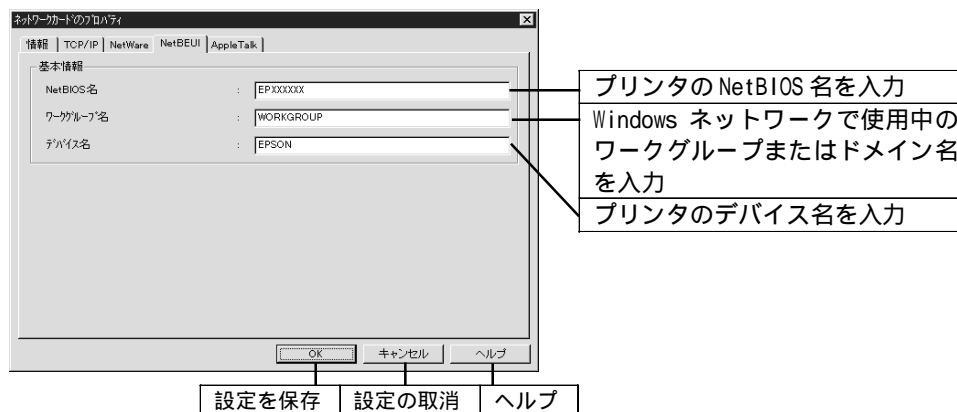 ﾈｯﾄﾜｰｸｶｰﾄﾞのﾌﾟﾛﾊﾟﾃｨ
情報 TCP/IP NetWare NetBEUI AppleTalk
基本情報
NetBIOS名 : EPXXXXXX
ﾜｰｸｸﾞﾙｰﾌﾟ名 : WORKGROUP
ﾃﾞﾊﾞｲｽ名 : EPSON
プリンタの NetBIOS 名を入力
Windows ネットワークで使用中の
ワークグループまたはドメイン名
を入力
プリンタのデバイス名を入力
OK キャンセル ヘルプ
設定を保存 設定の取消 ヘルプ